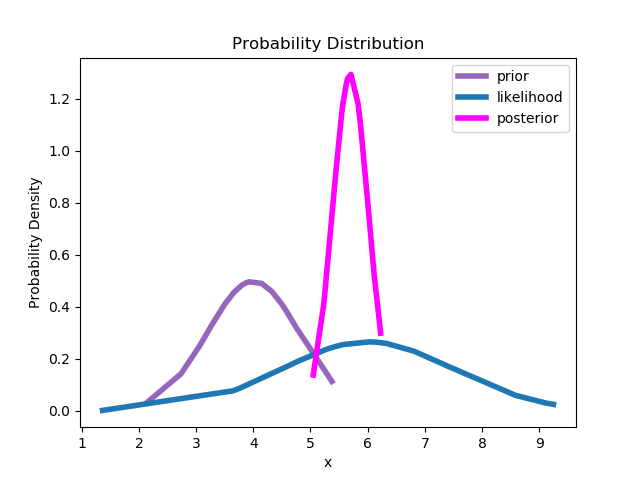 Probability Distribution
prior
likelihood
posterior
Probability Density
1.2
1.0
0.8
0.6
0.4
0.2
0.0
1 2 3 4 5 6 7 8 9
x